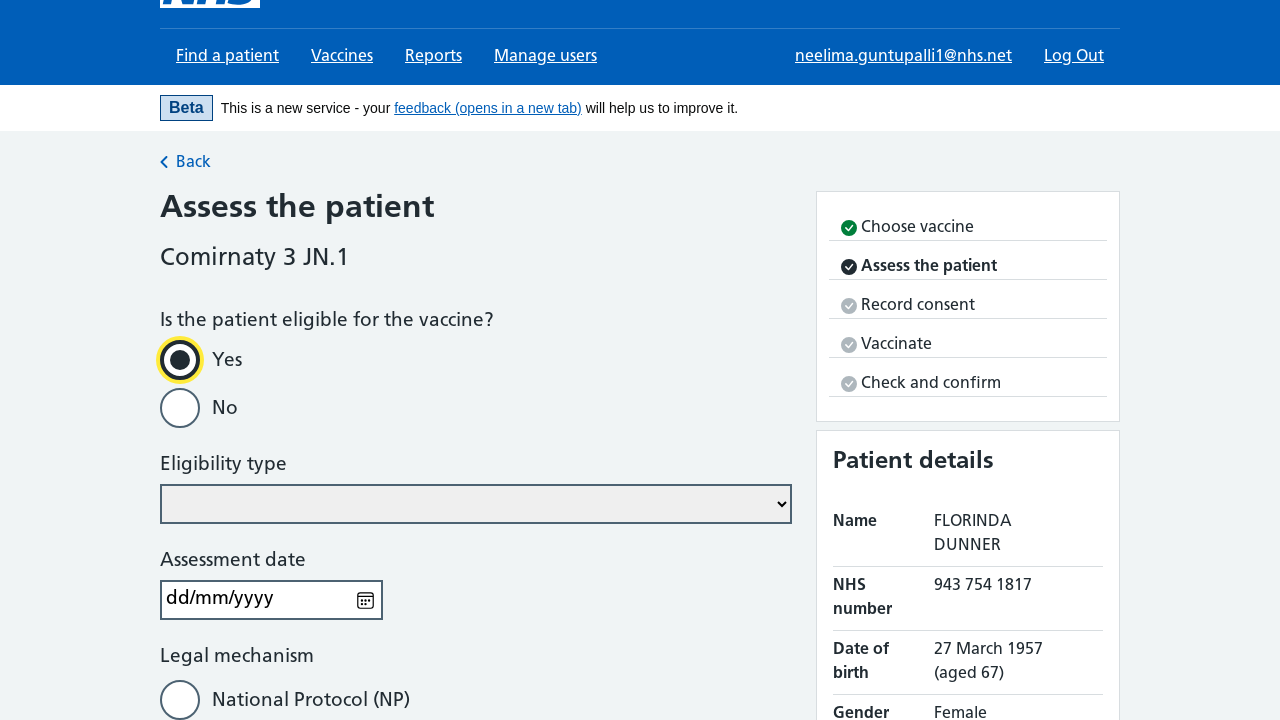 NHS
Find a patient Vaccines Reports Manage users neelima.guntupalli1@nhs.net Log Out
Beta This is a new service - your feedback (opens in a new tab) will help us to improve it.
Back
Assess the patient
Comirnaty 3 JN.1
Is the patient eligible for the vaccine?
Yes
No
Eligibility type
Assessment date
dd/mm/yyyy
Legal mechanism
National Protocol (NP)
Choose vaccine
Assess the patient
Record consent
Vaccinate
Check and confirm
Patient details
Name FLORINDA
DUNNER
NHS 943 754 1817
number
Date of 27 March 1957
birth (aged 67)
Gender Female